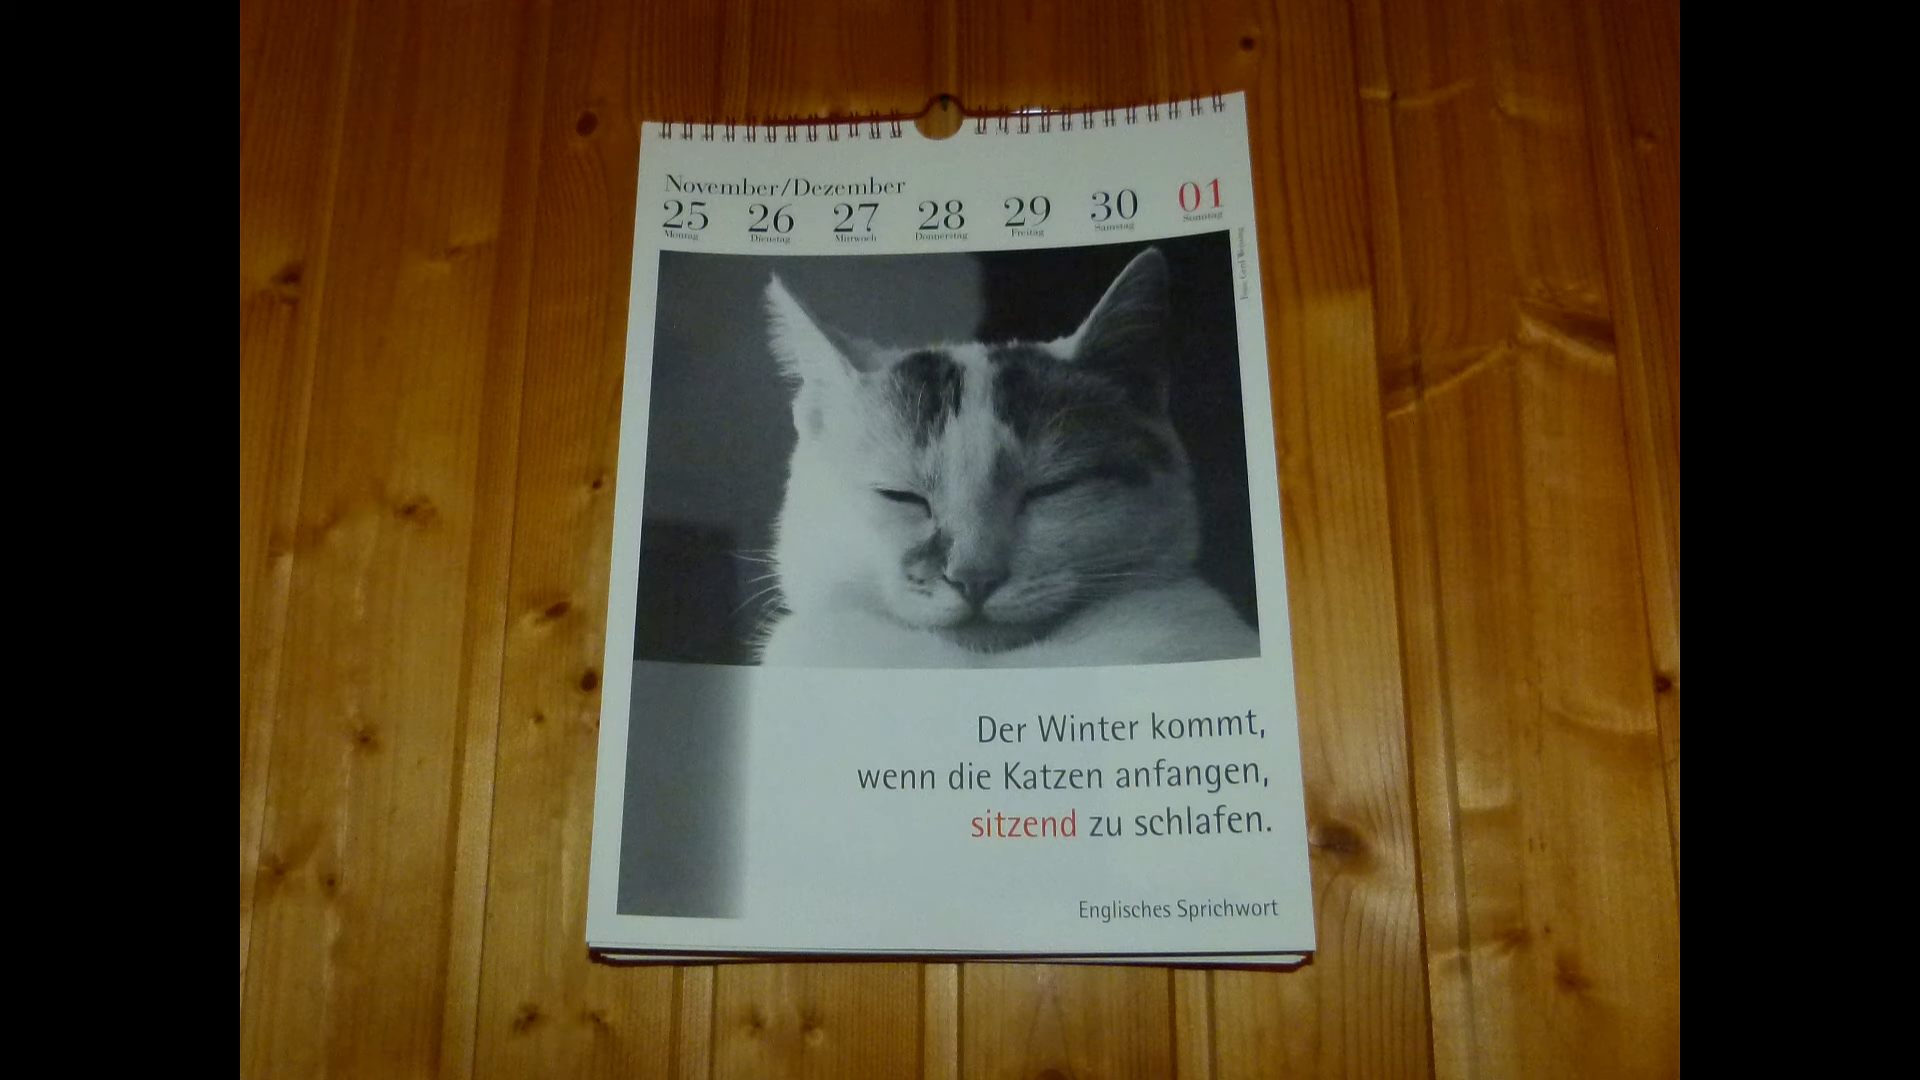 November/Dezember
25 26 27 28 29 30 01
Montag Dienstag Mittwoch Donnerstag Freitag Samstag Sonntag
Der Winter kommt,
wenn die Katzen anfangen,
sitzend zu schlafen.
Englisches Sprichwort